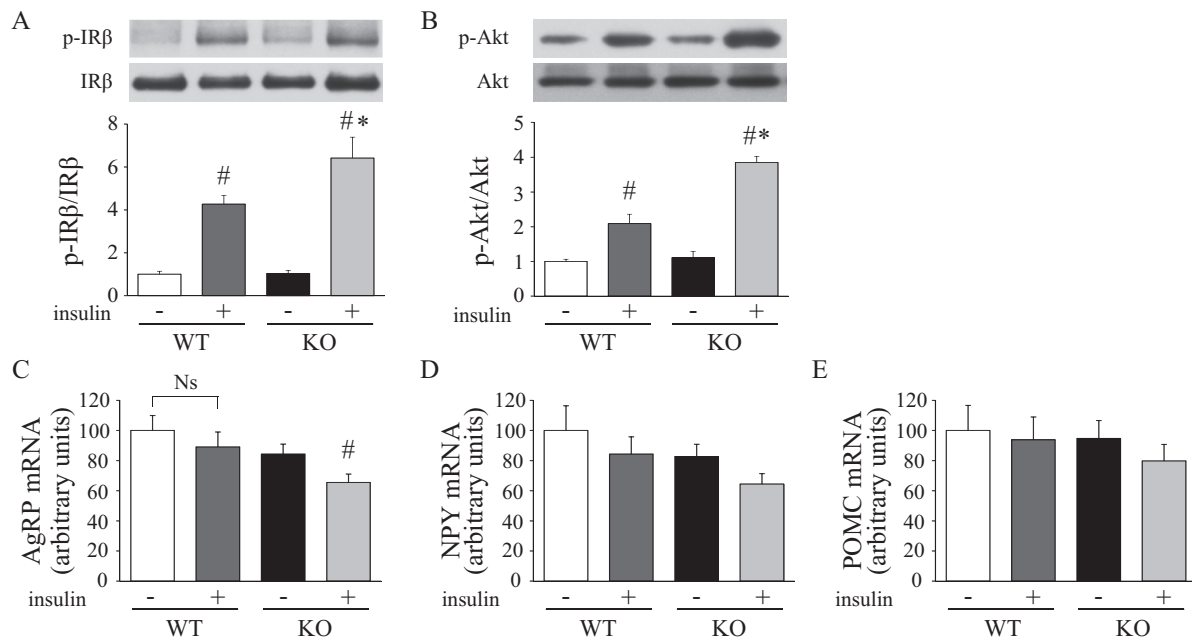 A
p-IRβ
IRβ
8
6
4
2
0
p-IRβ/IRβ
#
#*
insulin
- + - +
WT KO
B
p-Akt
Akt
5
4
3
2
1
0
p-Akt/Akt
#
#*
insulin
- + - +
WT KO
C
Ns
120
100
80
60
40
20
0
AgRP mRNA
(arbitrary units)
#
insulin
- + - +
WT KO
D
120
100
80
60
40
20
0
NPY mRNA
(arbitrary units)
insulin
- + - +
WT KO
E
120
100
80
60
40
20
0
POMC mRNA
(arbitrary units)
insulin
- + - +
WT KO